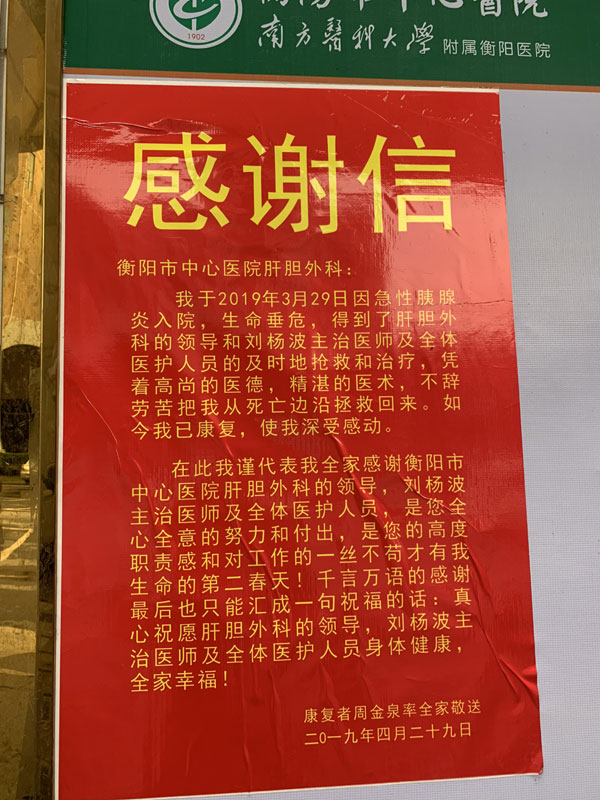 衡阳市中心医院
南方醫科大學 附属衡阳医院
1902
感谢信
衡阳市中心医院肝胆外科：
我于2019年3月29日因急性胰腺
炎入院，生命垂危，得到了肝胆外
科的领导和刘杨波主治医师及全体
医护人员的及时地抢救和治疗，凭
着高尚的医德，精湛的医术，不辞
劳苦把我从死亡边沿拯救回来。如
今我已康复，使我深受感动。
在此我谨代表我全家感谢衡阳市
中心医院肝胆外科的领导，刘杨波
主治医师及全体医护人员，是您全
心全意的努力和付出，是您的高度
职责感和对工作的一丝不苟才有我
生命的第二春天！千言万语的感谢
最后也只能汇成一句祝福的话：真
心祝愿肝胆外科的领导，刘杨波主
治医师及全体医护人员身体健康，
全家幸福！
康复者周金泉率全家敬送
二0一九年四月二十九日